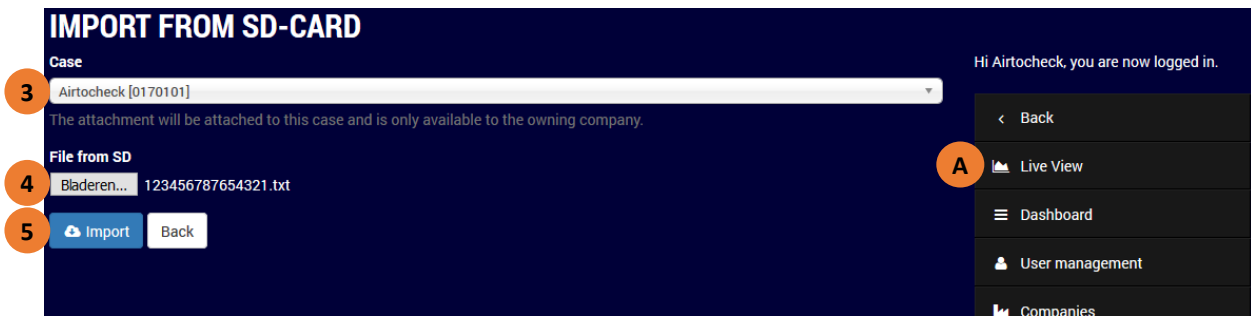 IMPORT FROM SD-CARD
Case
3
Airtocheck [0170101]
The attachment will be attached to this case and is only available to the owning company.
File from SD
4
Bladeren... 123456787654321.txt
5
Import Back
Hi Airtocheck, you are now logged in.
Back
A
Live View
Dashboard
User management
Companies